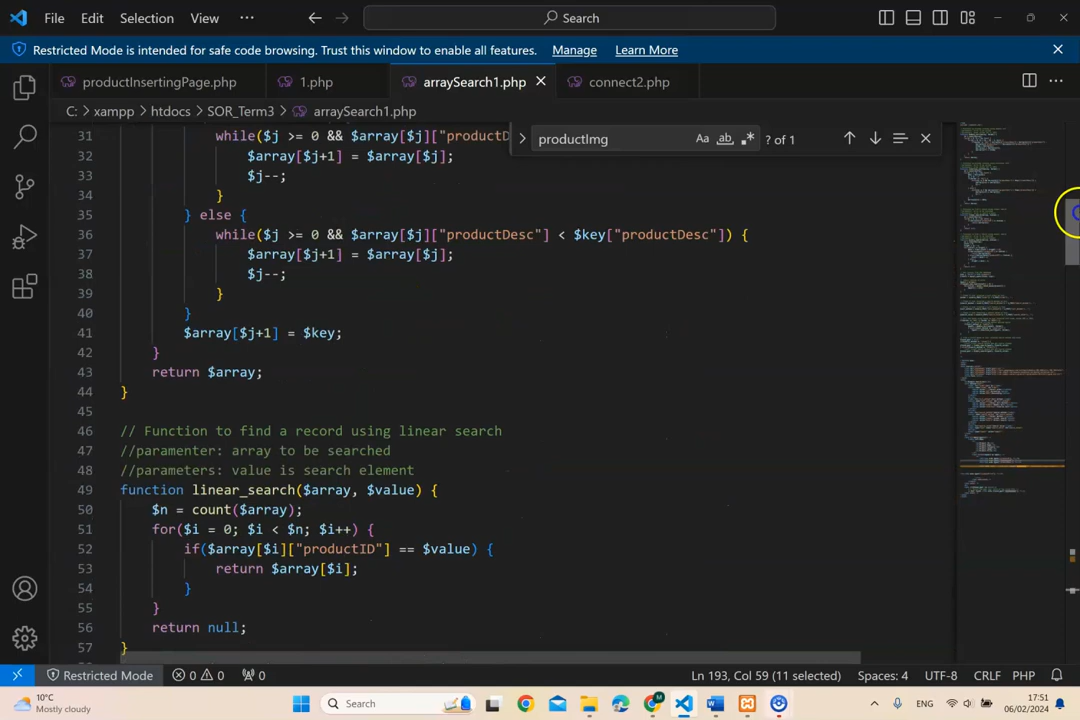 File Edit Selection View ··· Search
Restricted Mode is intended for safe code browsing. Trust this window to enable all features. Manage Learn More
productInsertingPage.php 1.php arraySearch1.php connect2.php
C: > xampp > htdocs > SOR_Term3 > arraySearch1.php
productImg Aa ab ? of 1
31 while($j >= 0 && $array[$j]["productD
32 $array[$j+1] = $array[$j];
33 $j--;
34 }
35 } else {
36 while($j >= 0 && $array[$j]["productDesc"] < $key["productDesc"]) {
37 $array[$j+1] = $array[$j];
38 $j--;
39 }
40 }
41 $array[$j+1] = $key;
42 }
43 return $array;
44 }
45
46 // Function to find a record using linear search
47 //paramenter: array to be searched
48 //parameters: value is search element
49 function linear_search($array, $value) {
50 $n = count($array);
51 for($i = 0; $i < $n; $i++) {
52 if($array[$i]["productID"] == $value) {
53 return $array[$i];
54 }
55 }
56 return null;
57 }
Restricted Mode 0 0 0 Ln 193, Col 59 (11 selected) Spaces: 4 UTF-8 CRLF PHP
10°C
Mostly cloudy
Search
ENG
17:51
06/02/2024